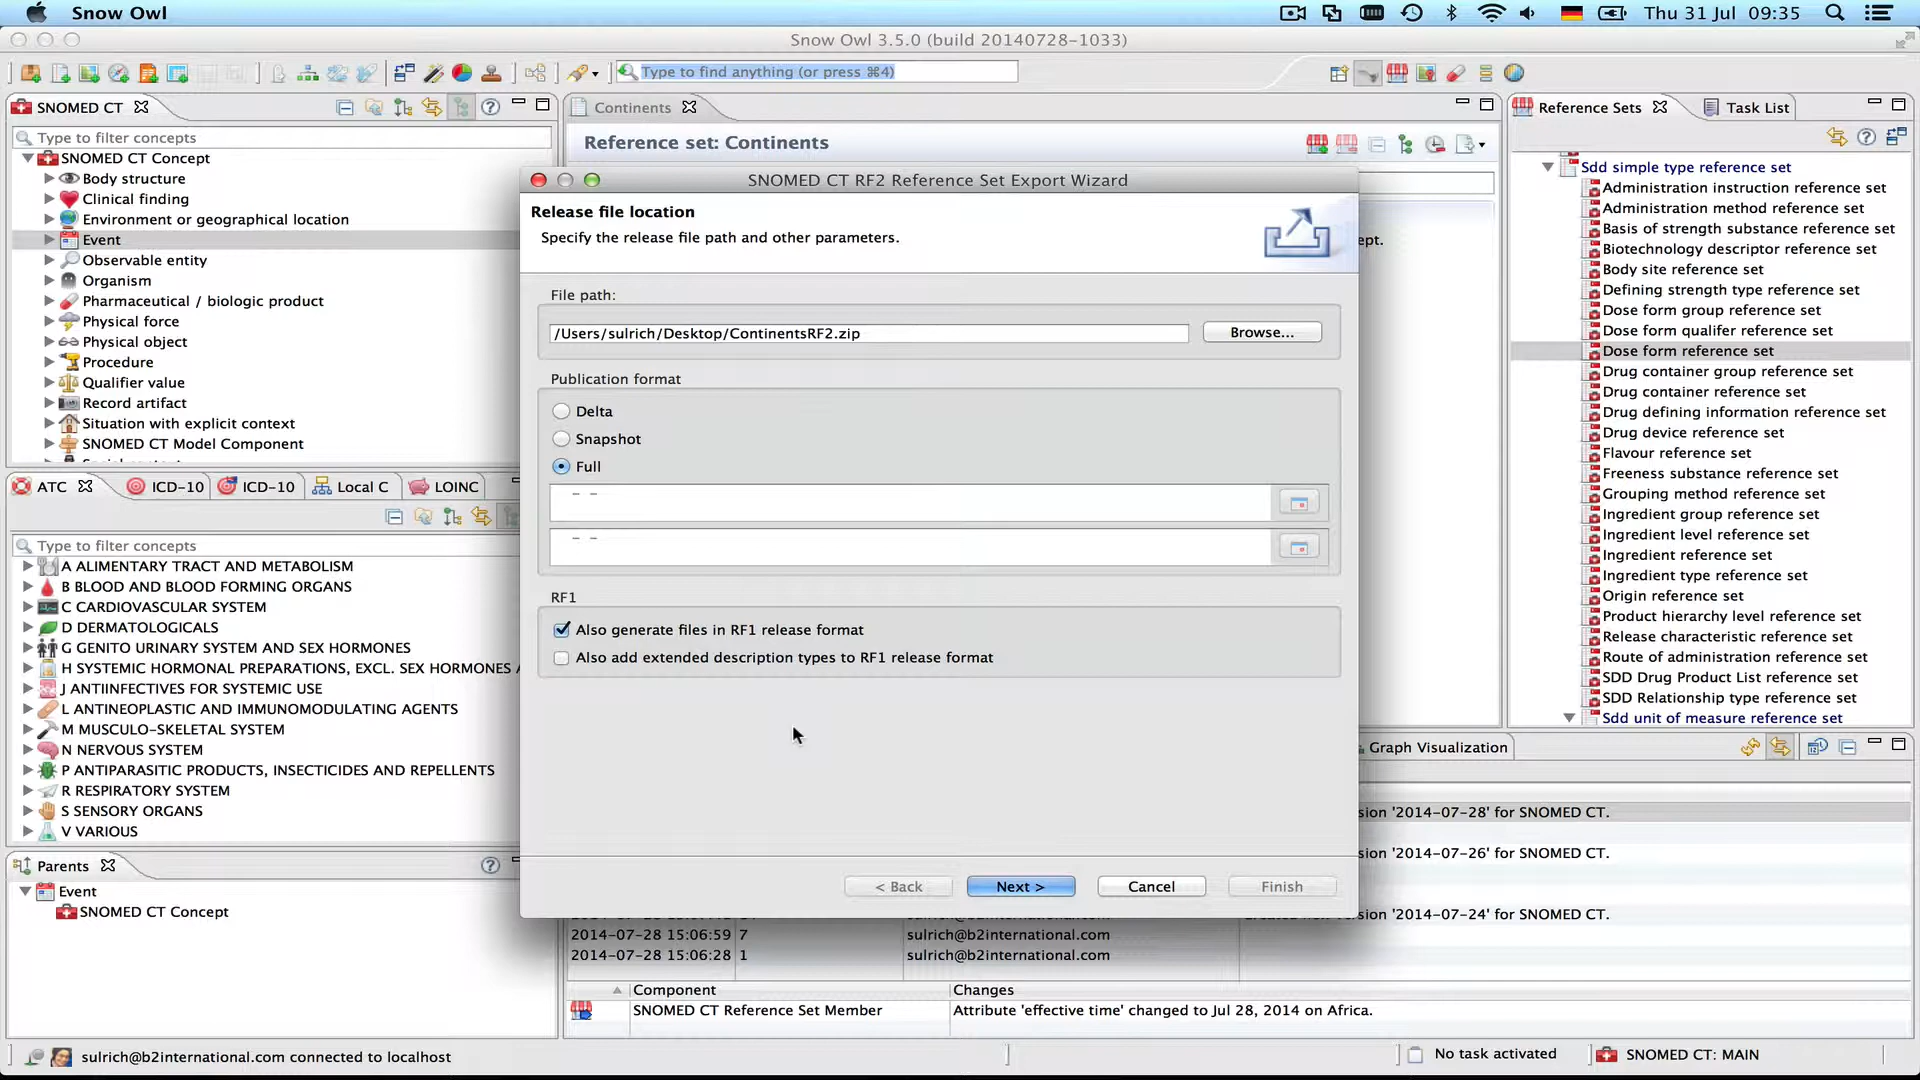 Snow Owl
Thu 31 Jul 09:35
Snow Owl 3.5.0 (build 20140728-1033)
Type to find anything (or press ⌘4)
SNOMED CT
Type to filter concepts
SNOMED CT Concept
Body structure
Clinical finding
Environment or geographical location
Event
Observable entity
Organism
Pharmaceutical / biologic product
Physical force
Physical object
Procedure
Qualifier value
Record artifact
Situation with explicit context
SNOMED CT Model Component
ATC
ICD-10
ICD-10
Local C
LOINC
Type to filter concepts
A ALIMENTARY TRACT AND METABOLISM
B BLOOD AND BLOOD FORMING ORGANS
C CARDIOVASCULAR SYSTEM
D DERMATOLOGICALS
G GENITO URINARY SYSTEM AND SEX HORMONES
H SYSTEMIC HORMONAL PREPARATIONS, EXCL. SEX HORMONES A
J ANTIINFECTIVES FOR SYSTEMIC USE
L ANTINEOPLASTIC AND IMMUNOMODULATING AGENTS
M MUSCULO-SKELETAL SYSTEM
N NERVOUS SYSTEM
P ANTIPARASITIC PRODUCTS, INSECTICIDES AND REPELLENTS
R RESPIRATORY SYSTEM
S SENSORY ORGANS
V VARIOUS
Parents
Event
SNOMED CT Concept
Continents
Reference set: Continents
ept.
SNOMED CT RF2 Reference Set Export Wizard
Release file location
Specify the release file path and other parameters.
File path:
/Users/sulrich/Desktop/ContinentsRF2.zip
Browse...
Publication format
Delta
Snapshot
Full
– –
– –
RF1
Also generate files in RF1 release format
Also add extended description types to RF1 release format
< Back
Next >
Cancel
Finish
Reference Sets
Task List
Sdd simple type reference set
Administration instruction reference set
Administration method reference set
Basis of strength substance reference set
Biotechnology descriptor reference set
Body site reference set
Defining strength type reference set
Dose form group reference set
Dose form qualifer reference set
Dose form reference set
Drug container group reference set
Drug container reference set
Drug defining information reference set
Drug device reference set
Flavour reference set
Freeness substance reference set
Grouping method reference set
Ingredient group reference set
Ingredient level reference set
Ingredient reference set
Ingredient type reference set
Origin reference set
Product hierarchy level reference set
Release characteristic reference set
Route of administration reference set
SDD Drug Product List reference set
SDD Relationship type reference set
Sdd unit of measure reference set
Graph Visualization
sion '2014-07-28' for SNOMED CT.
sion '2014-07-26' for SNOMED CT.
sion '2014-07-24' for SNOMED CT.
2014-07-28 15:06:59 7 sulrich@b2international.com
2014-07-28 15:06:28 1 sulrich@b2international.com
Component Changes
SNOMED CT Reference Set Member Attribute 'effective time' changed to Jul 28, 2014 on Africa.
sulrich@b2international.com connected to localhost
No task activated
SNOMED CT: MAIN